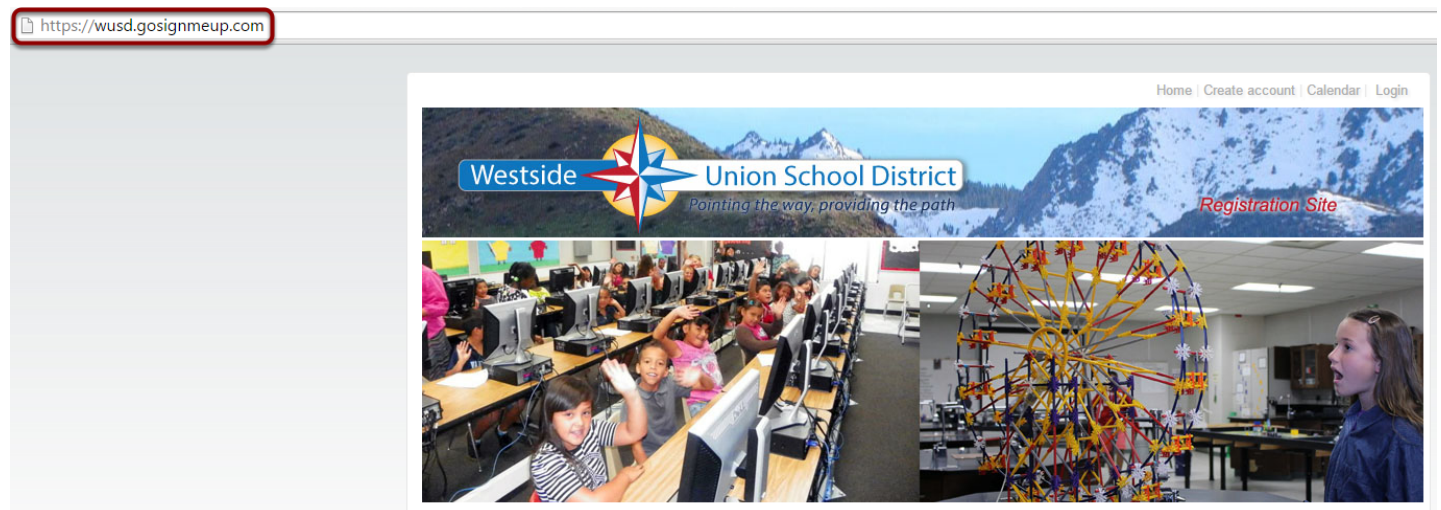 https://wusd.gosignmeup.com
Home | Create account | Calendar | Login
Westside Union School District
Pointing the way, providing the path
Registration Site